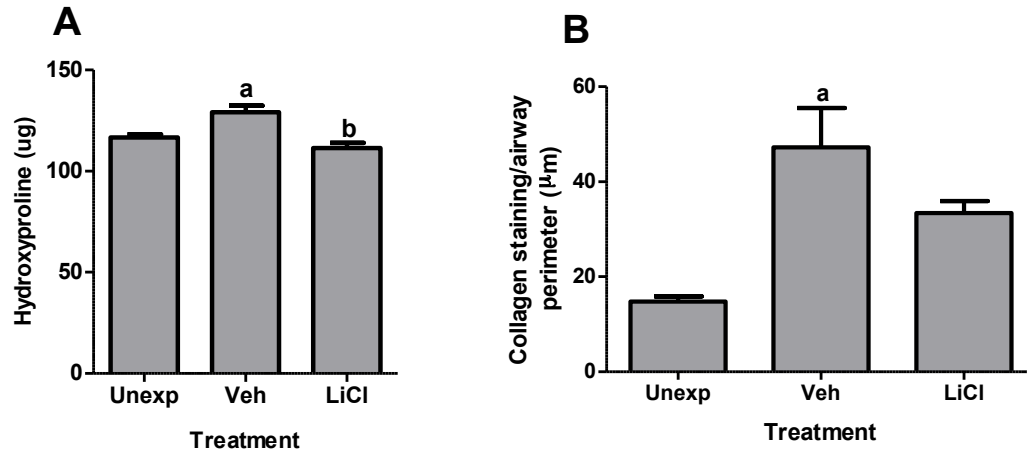 A
Hydroxyproline (ug)
150
100
50
0
a
b
Unexp Veh LiCl
Treatment
B
Collagen staining/airway
perimeter (μm)
60
40
20
0
a
Unexp Veh LiCl
Treatment